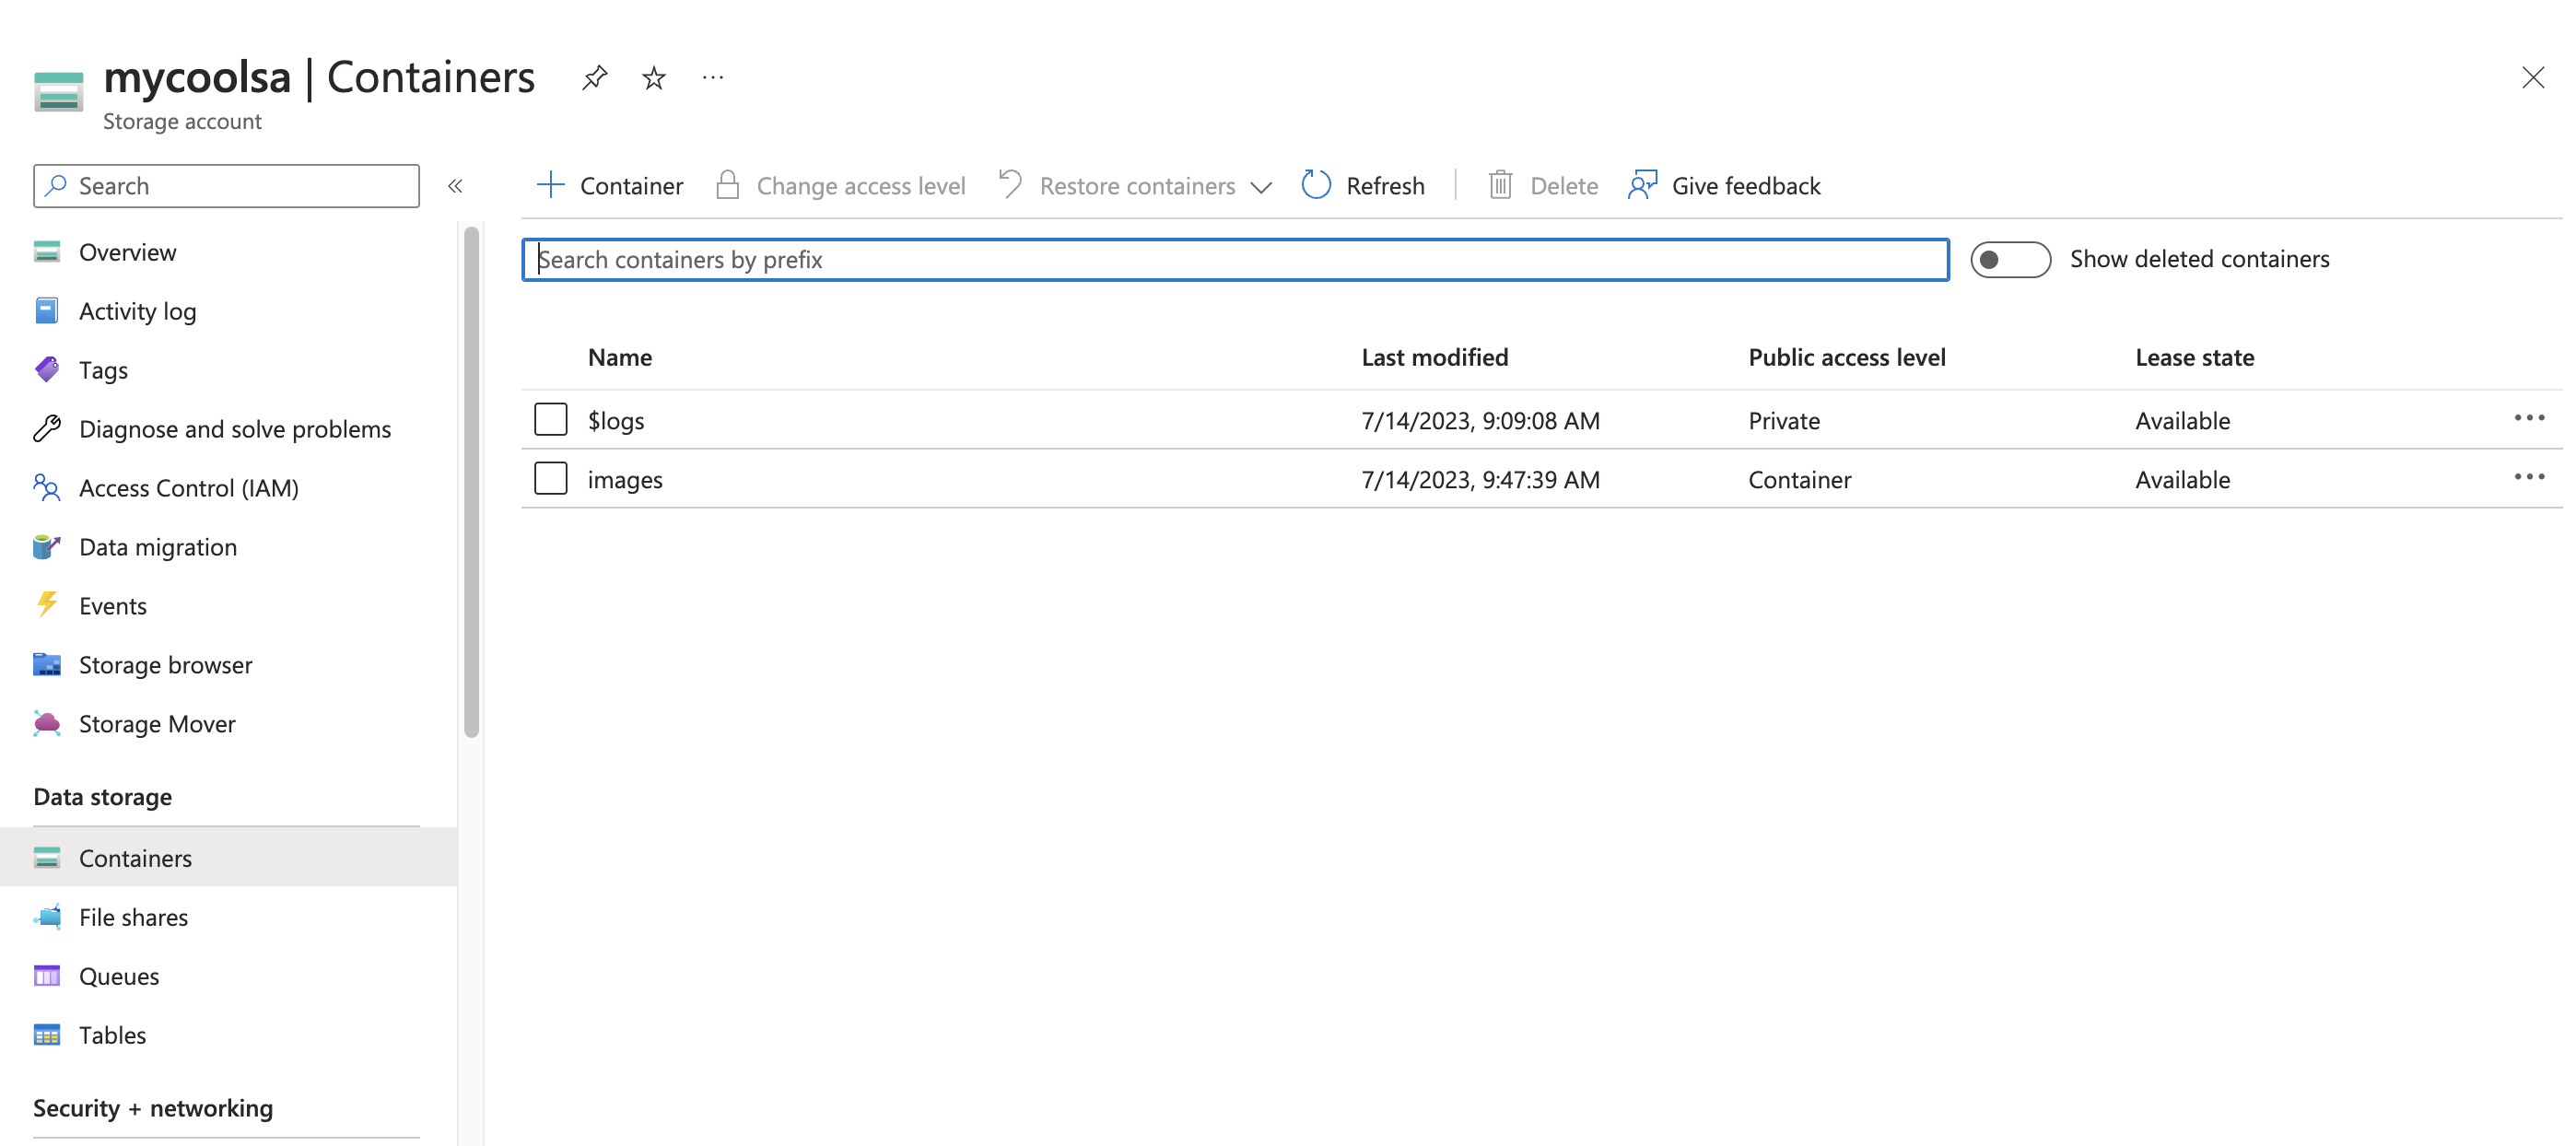 mycoolsa | Containers
Storage account
Search
Overview
Activity log
Tags
Diagnose and solve problems
Access Control (IAM)
Data migration
Events
Storage browser
Storage Mover
Data storage
Containers
File shares
Queues
Tables
Security + networking
Container Change access level Restore containers Refresh Delete Give feedback
Search containers by prefix Show deleted containers
Name Last modified Public access level Lease state
$logs 7/14/2023, 9:09:08 AM Private Available
images 7/14/2023, 9:47:39 AM Container Available